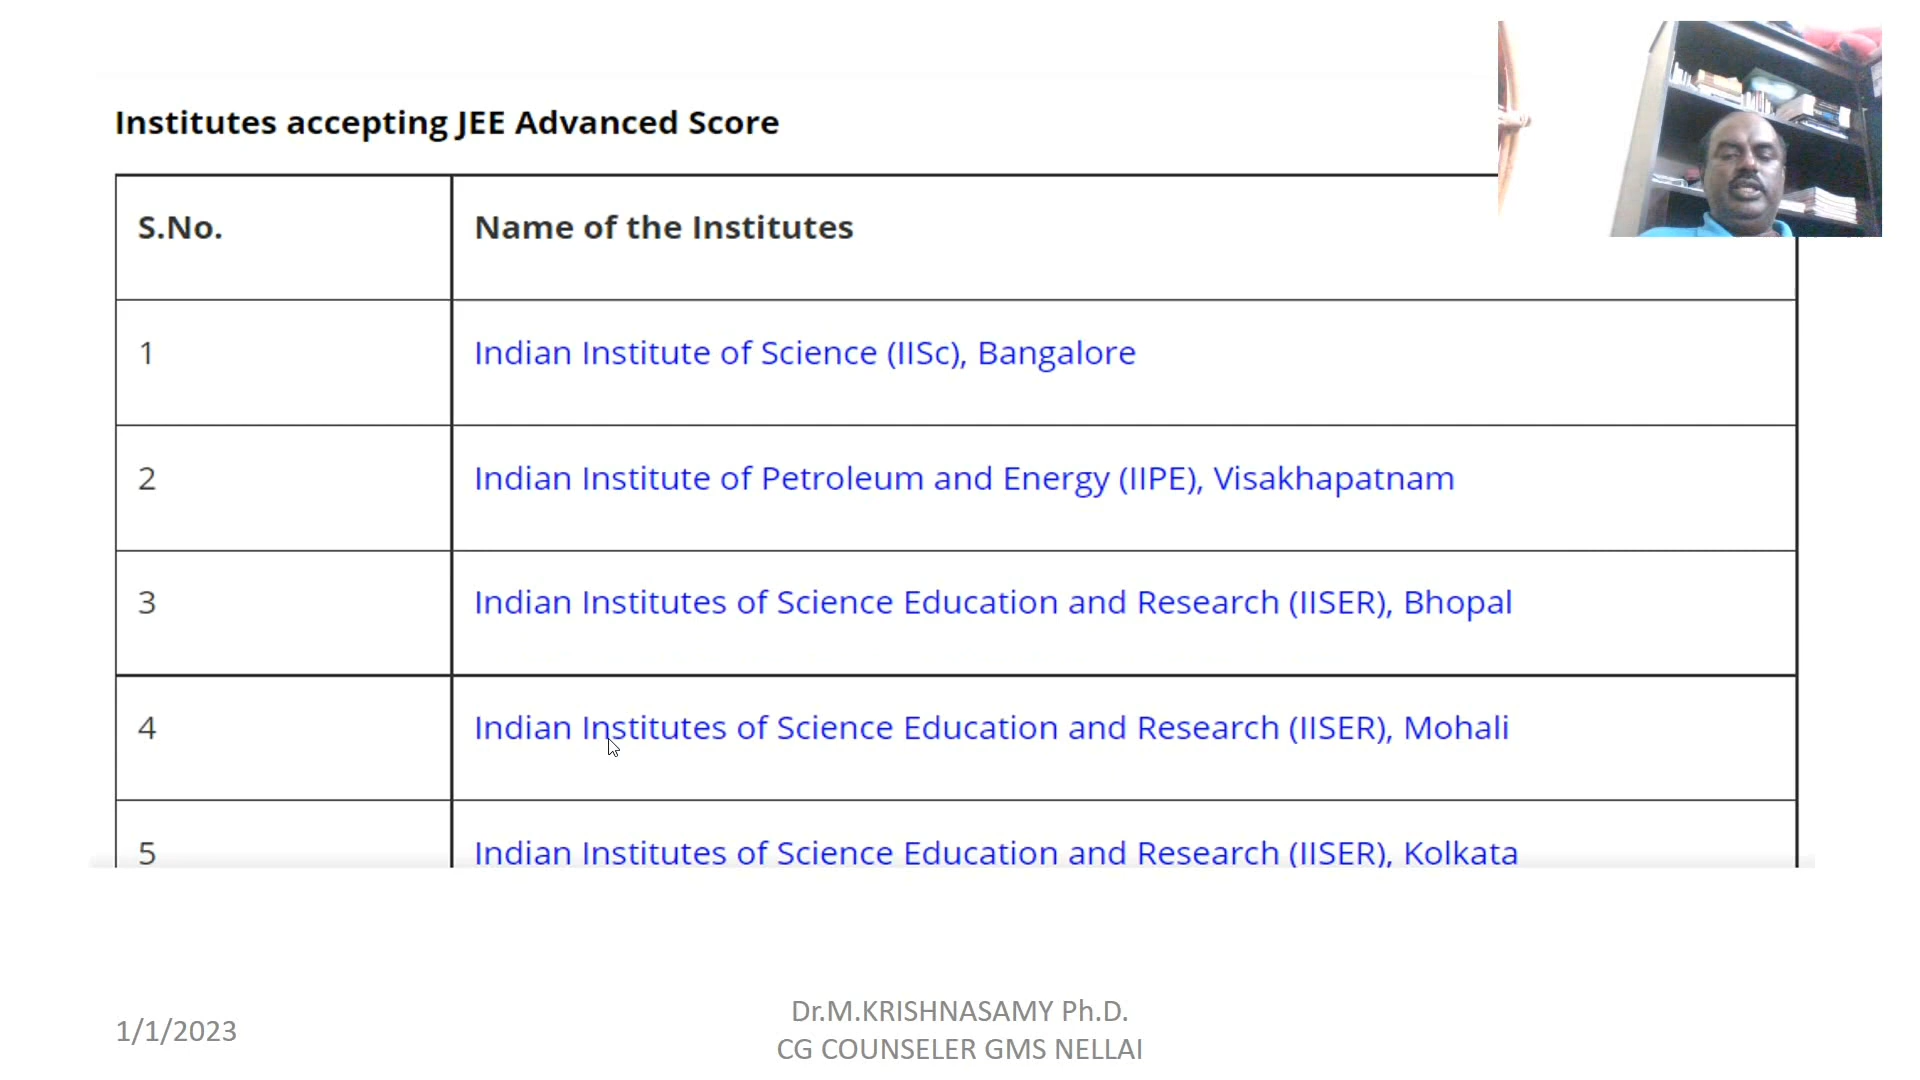 Institutes accepting JEE Advanced Score
S.No. Name of the Institutes
1 Indian Institute of Science (IISc), Bangalore
2 Indian Institute of Petroleum and Energy (IIPE), Visakhapatnam
3 Indian Institutes of Science Education and Research (IISER), Bhopal
4 Indian Institutes of Science Education and Research (IISER), Mohali
5 Indian Institutes of Science Education and Research (IISER), Kolkata
1/1/2023
Dr.M.KRISHNASAMY Ph.D.
CG COUNSELER GMS NELLAI